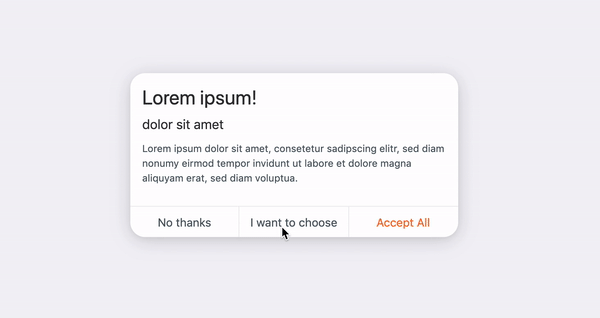 Lorem ipsum!
dolor sit amet
Lorem ipsum dolor sit amet, consetetur sadipscing elitr, sed diam
nonumy eirmod tempor invidunt ut labore et dolore magna
aliquyam erat, sed diam voluptua.
No thanks
I want to choose
Accept All